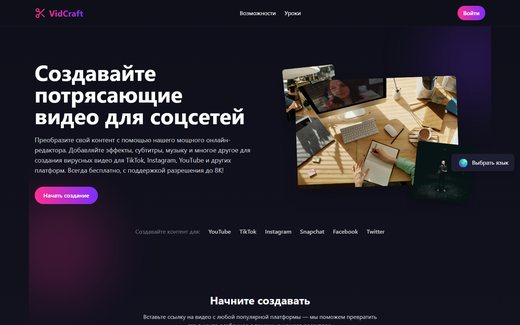 VidCraft
Возможности
Уроки
Войти
Создавайте
потрясающие
видео для соцсетей
Преобразите свой контент с помощью нашего мощного онлайн-
редактора. Добавляйте эффекты, субтитры, музыку и многое другое для
создания вирусных видео для TikTok, Instagram, YouTube и других
платформ. Всегда бесплатно, с поддержкой разрешения до 8K!
Начать создание
Выбрать язык
Создавайте контент для:
YouTube
TikTok
Instagram
Snapchat
Facebook
Twitter
Начните создавать
Вставьте ссылку на видео с любой популярной платформы — мы поможем превратить